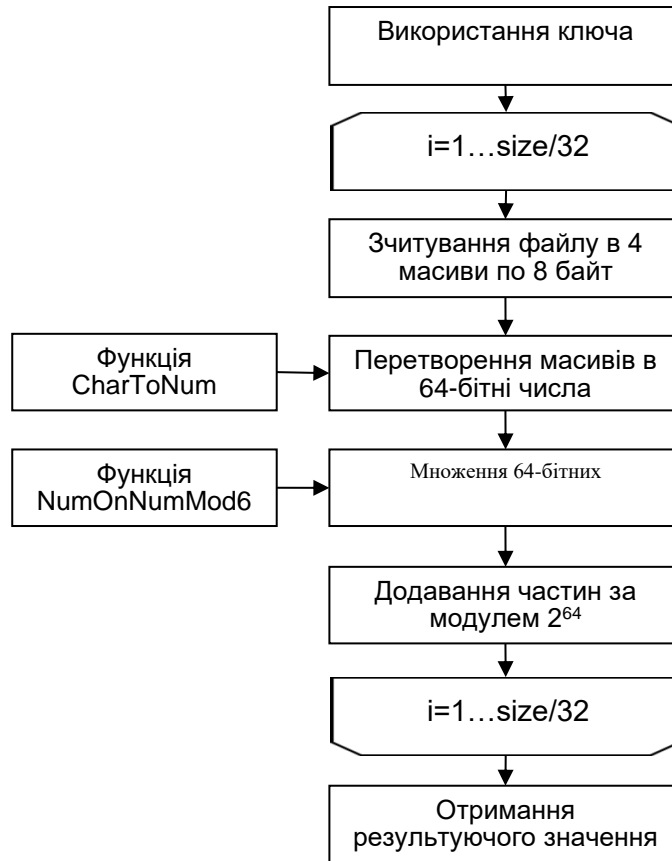 Використання ключа
i=1…size/32
Зчитування файлу в 4
масиви по 8 байт
Функція
CharToNum
Перетворення масивів в
64-бітні числа
Функція
NumOnNumMod6
Множення 64-бітних
Додавання частин за
модулем 2⁶⁴
i=1…size/32
Отримання
результуючого значення